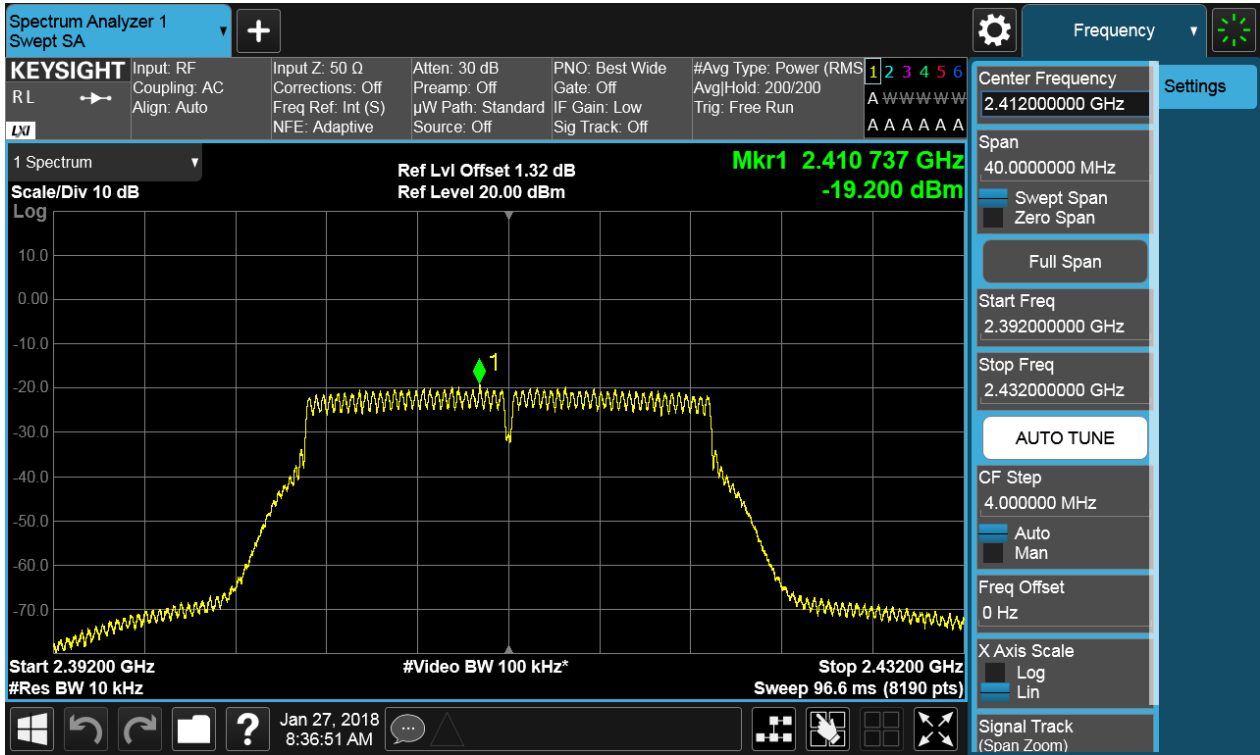 Spectrum Analyzer 1
Swept SA
+
Frequency
KEYSIGHT
R L
LXI
Input: RF
Coupling: AC
Align: Auto
Input Z: 50 Ω
Corrections: Off
Freq Ref: Int (S)
NFE: Adaptive
Atten: 30 dB
Preamp: Off
µW Path: Standard
Source: Off
PNO: Best Wide
Gate: Off
IF Gain: Low
Sig Track: Off
#Avg Type: Power (RMS
Avg|Hold: 200/200
Trig: Free Run
1 2 3 4 5 6
A W W W W W
A A A A A A
1 Spectrum
Scale/Div 10 dB
Log
Ref Lvl Offset 1.32 dB
Ref Level 20.00 dBm
Mkr1 2.410 737 GHz
-19.200 dBm
10.0
0.00
-10.0
-20.0
-30.0
-40.0
-50.0
-60.0
-70.0
1
Start 2.39200 GHz
#Res BW 10 kHz
#Video BW 100 kHz*
Stop 2.43200 GHz
Sweep 96.6 ms (8190 pts)
Center Frequency
2.412000000 GHz
Span
40.0000000 MHz
Swept Span
Zero Span
Full Span
Start Freq
2.392000000 GHz
Stop Freq
2.432000000 GHz
AUTO TUNE
CF Step
4.000000 MHz
Auto
Man
Freq Offset
0 Hz
X Axis Scale
Log
Lin
Signal Track
(Span Zoom)
Settings
?
Jan 27, 2018
8:36:51 AM